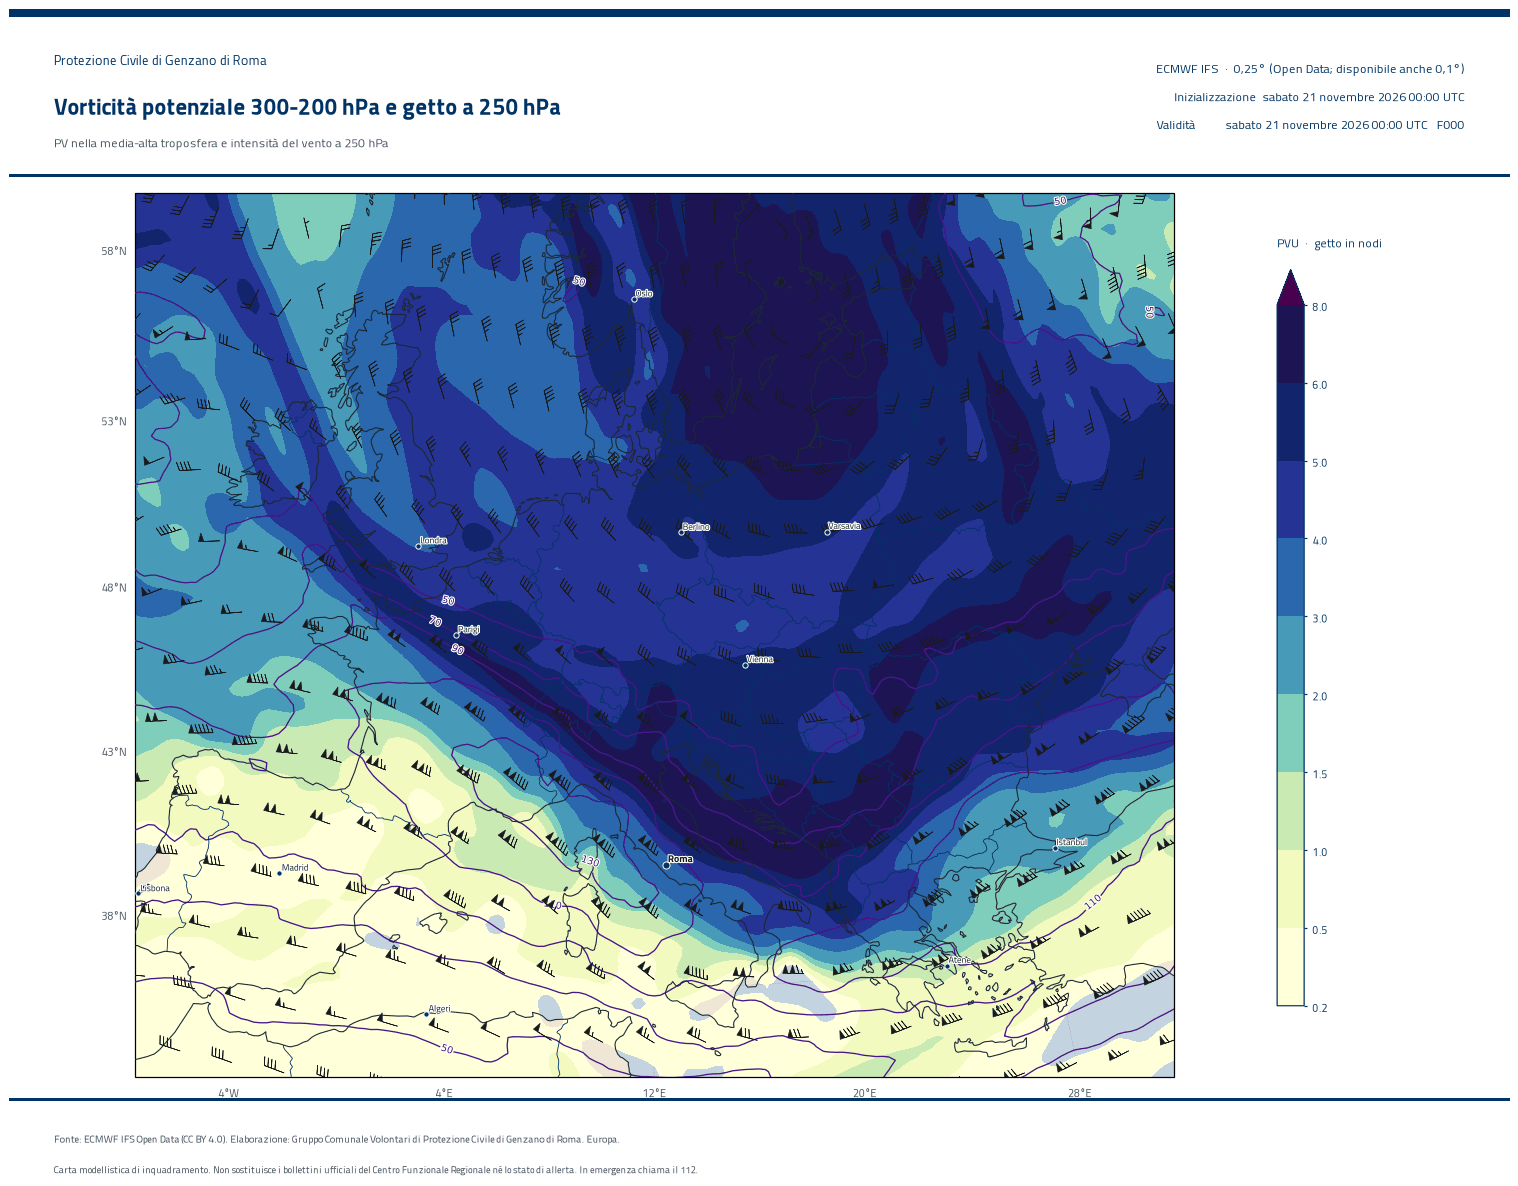 Protezione Civile di Genzano di Roma
Vorticità potenziale 300-200 hPa e getto a 250 hPa
PV nella media-alta troposfera e intensità del vento a 250 hPa
ECMWF IFS · 0,25° (Open Data; disponibile anche 0,1°)
Inizializzazione sabato 21 novembre 2026 00:00 UTC
Validità sabato 21 novembre 2026 00:00 UTC F000
PVU · getto in nodi
8.0
6.0
5.0
4.0
3.0
2.0
1.5
1.0
0.5
0.2
58°N
53°N
48°N
43°N
38°N
4°W
4°E
12°E
20°E
28°E
50
50
50
Oslo
Londra
Berlino
Varsavia
50
70
90
Parigi
Vienna
130
Roma
Istanbul
Madrid
Lisbona
110
Atene
Algeri
50
Fonte: ECMWF IFS Open Data (CC BY 4.0). Elaborazione: Gruppo Comunale Volontari di Protezione Civile di Genzano di Roma. Europa.
Carta modellistica di inquadramento. Non sostituisce i bollettini ufficiali del Centro Funzionale Regionale né lo stato di allerta. In emergenza chiama il 112.